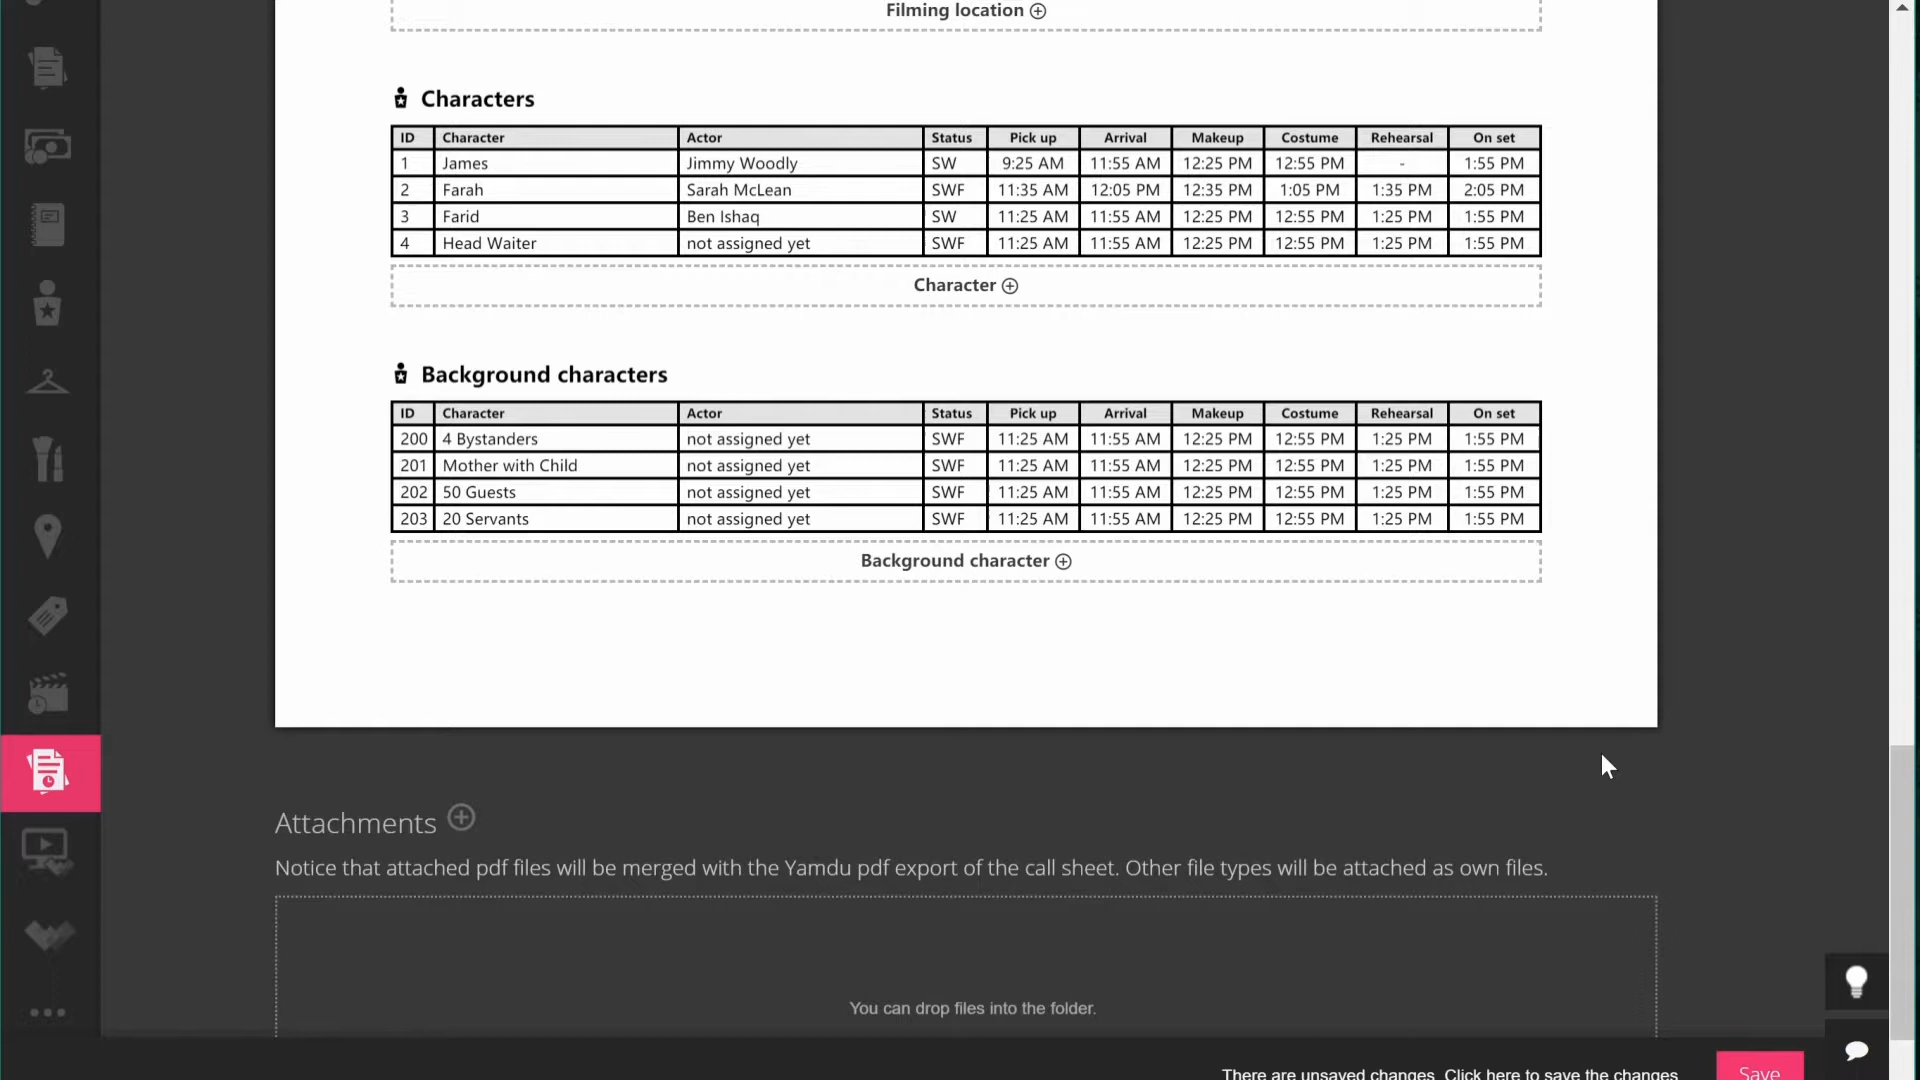 Filming location
Characters
ID Character Actor Status Pick up Arrival Makeup Costume Rehearsal On set
1 James Jimmy Woodly SW 9:25 AM 11:55 AM 12:25 PM 12:55 PM - 1:55 PM
2 Farah Sarah McLean SWF 11:35 AM 12:05 PM 12:35 PM 1:05 PM 1:35 PM 2:05 PM
3 Farid Ben Ishaq SW 11:25 AM 11:55 AM 12:25 PM 12:55 PM 1:25 PM 1:55 PM
4 Head Waiter not assigned yet SWF 11:25 AM 11:55 AM 12:25 PM 12:55 PM 1:25 PM 1:55 PM
Character
Background characters
ID Character Actor Status Pick up Arrival Makeup Costume Rehearsal On set
200 4 Bystanders not assigned yet SWF 11:25 AM 11:55 AM 12:25 PM 12:55 PM 1:25 PM 1:55 PM
201 Mother with Child not assigned yet SWF 11:25 AM 11:55 AM 12:25 PM 12:55 PM 1:25 PM 1:55 PM
202 50 Guests not assigned yet SWF 11:25 AM 11:55 AM 12:25 PM 12:55 PM 1:25 PM 1:55 PM
203 20 Servants not assigned yet SWF 11:25 AM 11:55 AM 12:25 PM 12:55 PM 1:25 PM 1:55 PM
Background character
Attachments
Notice that attached pdf files will be merged with the Yamdu pdf export of the call sheet. Other file types will be attached as own files.
You can drop files into the folder.
There are unsaved changes. Click here to save the changes
Save